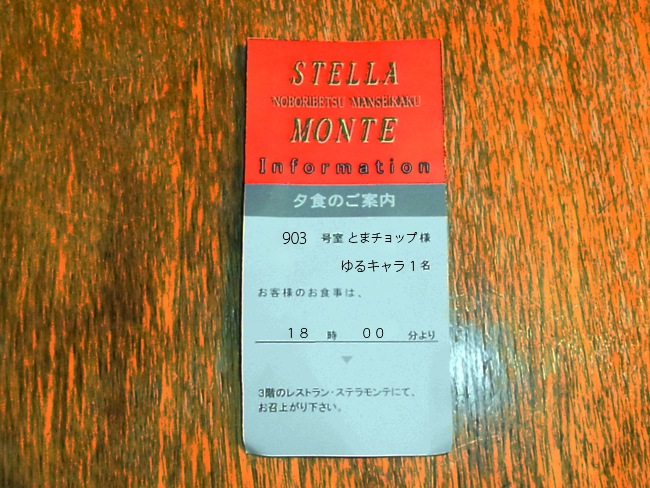 STELLA
NOBORIBETSU MANSEIKAKU
MONTE
Information
夕食のご案内
903 号室 とまチョップ様
ゆるキャラ1名
お客様のお食事は、
18 時 00 分より
3階のレストラン・ステラモンテにて、
お召上がり下さい。